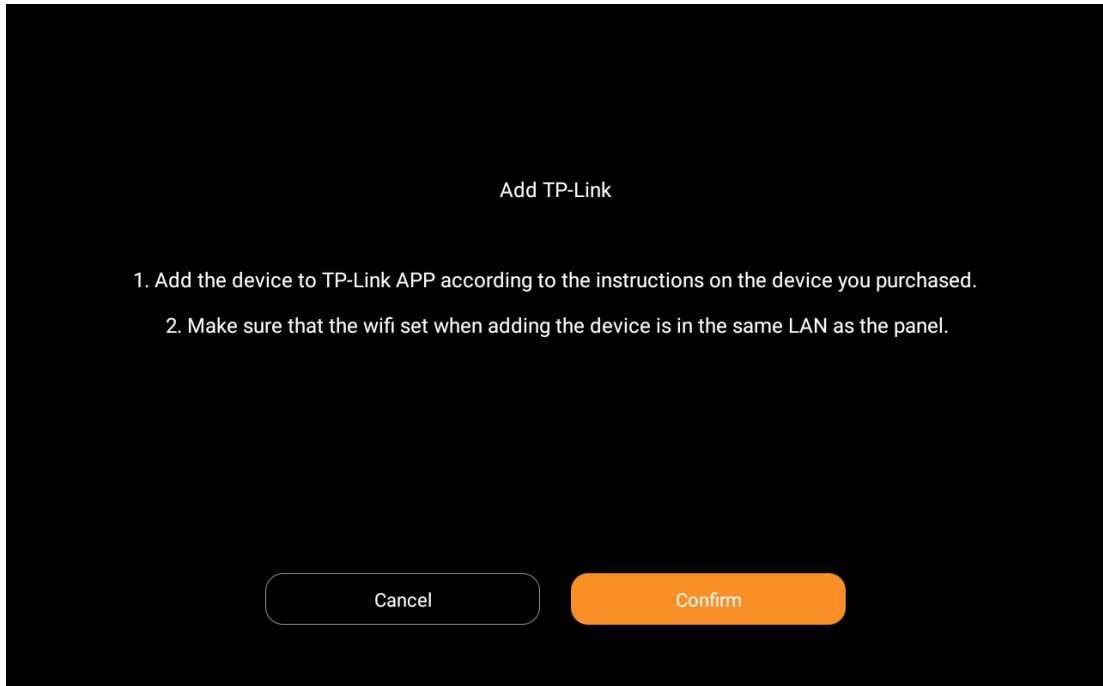 Add TP-Link
1. Add the device to TP-Link APP according to the instructions on the device you purchased.
2. Make sure that the wifi set when adding the device is in the same LAN as the panel.
Cancel
Confirm